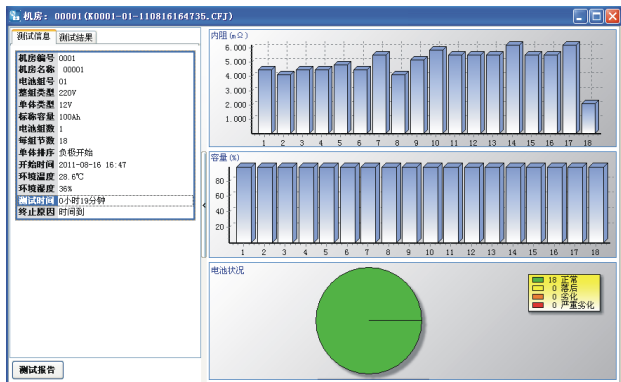 机房： 00001(K0001-01-110816164735.CFJ)
测试信息 测试结果
机房编号 0001
机房名称 00001
电池组号 01
整组类型 220V
单体类型 12V
标称容量 100Ah
电池组数 1
每组节数 18
单体排序 负极开始
开始时间 2011-08-16 16:47
环境温度 28.6℃
环境湿度 36%
测试时间 0小时19分钟
终止原因 时间到
测试报告
内阻(mΩ)
6.000
5.000
4.000
3.000
2.000
1.000
1 2 3 4 5 6 7 8 9 10 11 12 13 14 15 16 17 18
容量(%)
80
60
40
20
1 2 3 4 5 6 7 8 9 10 11 12 13 14 15 16 17 18
电池状况
18 正常
0 落后
0 劣化
0 严重劣化